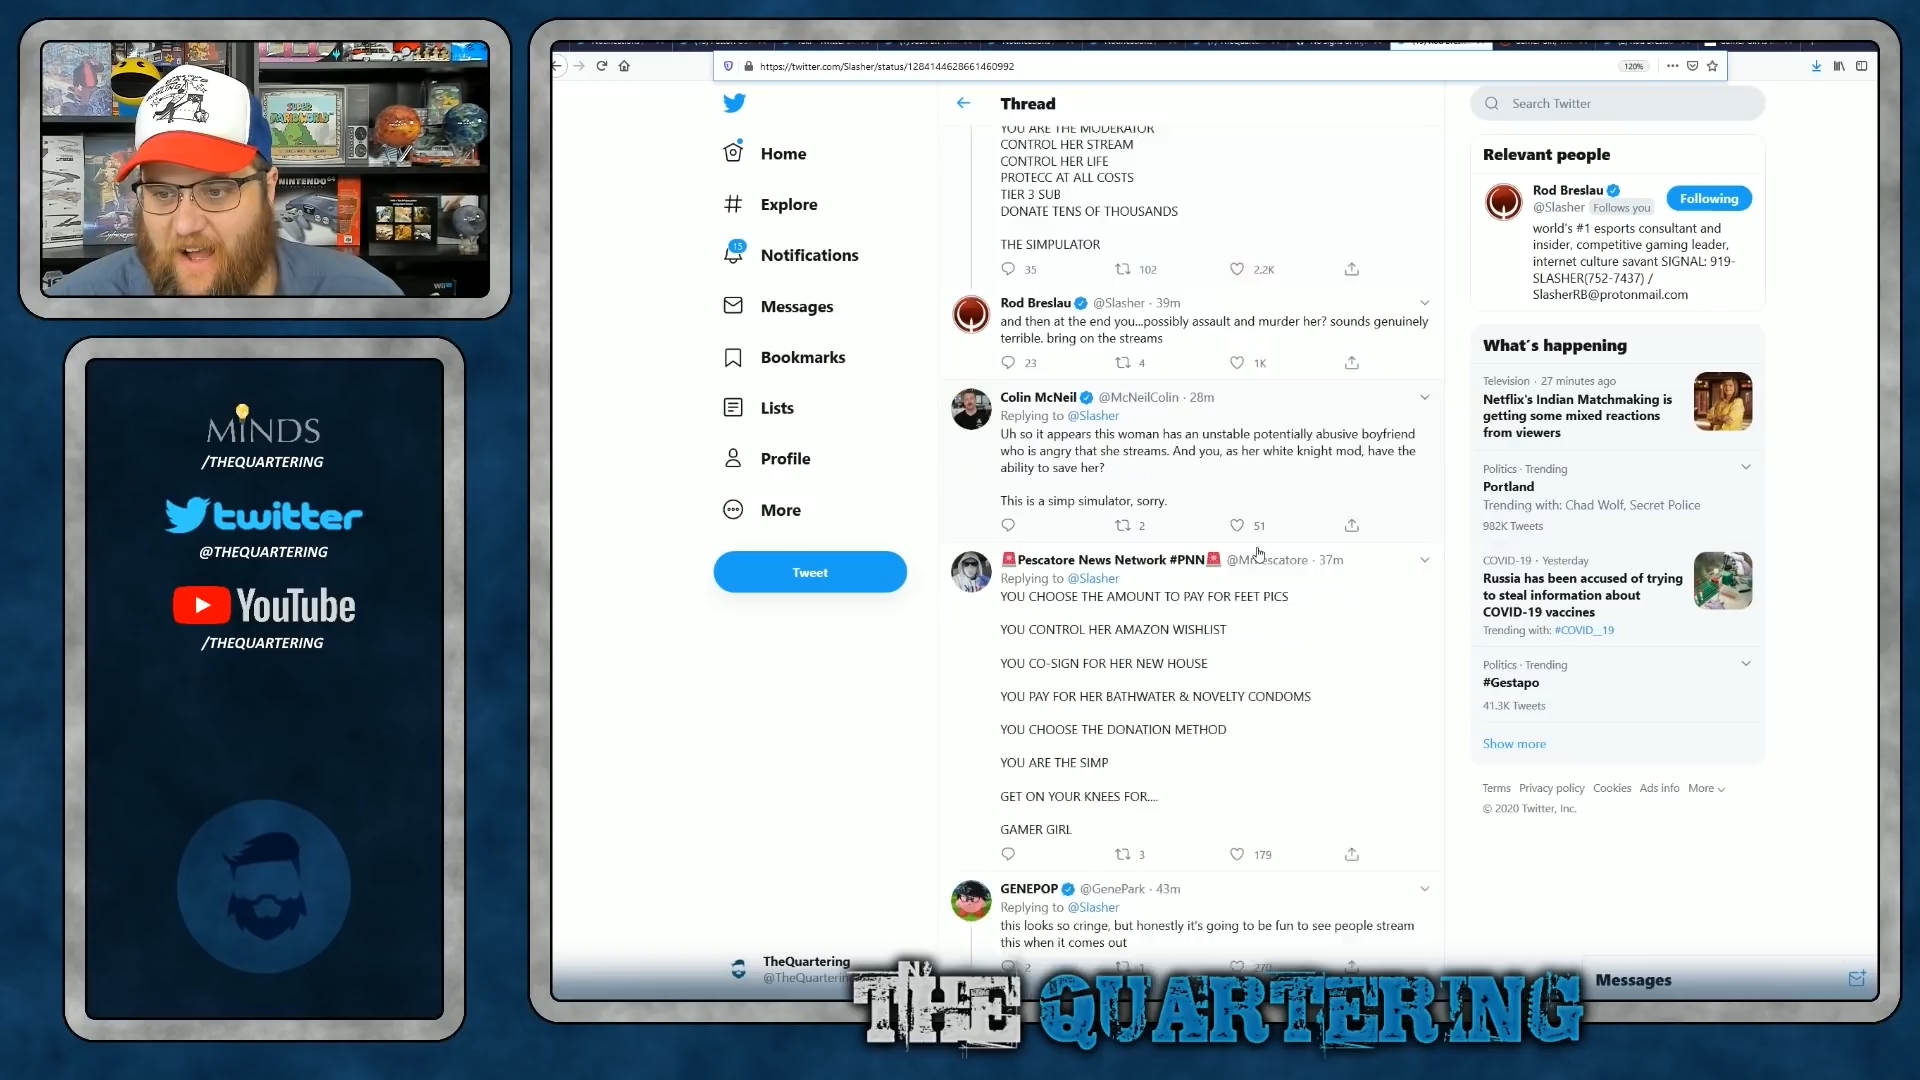 https://twitter.com/Slasher/status/1284144628661460992
120%
SUPER
MARIO WORLD
NINTENDO 64
Wii
MINDS
/THEQUARTERING
twitter
@THEQUARTERING
YouTube
/THEQUARTERING
Home
Explore
15
Notifications
Messages
Bookmarks
Lists
Profile
More
Tweet
TheQuartering
Thread
YOU ARE THE MODERATOR
CONTROL HER STREAM
CONTROL HER LIFE
PROTECC AT ALL COSTS
TIER 3 SUB
DONATE TENS OF THOUSANDS
THE SIMPULATOR
35 102 2.2K
Rod Breslau @Slasher · 39m
and then at the end you...possibly assault and murder her? sounds genuinely
terrible. bring on the streams
23 4 1K
Colin McNeil @McNeilColin · 28m
Replying to @Slasher
Uh so it appears this woman has an unstable potentially abusive boyfriend
who is angry that she streams. And you, as her white knight mod, have the
ability to save her?
This is a simp simulator, sorry.
2 51
Pescatore News Network #PNN · 37m
Replying to @Slasher
YOU CHOOSE THE AMOUNT TO PAY FOR FEET PICS
YOU CONTROL HER AMAZON WISHLIST
YOU CO-SIGN FOR HER NEW HOUSE
YOU PAY FOR HER BATHWATER & NOVELTY CONDOMS
YOU CHOOSE THE DONATION METHOD
YOU ARE THE SIMP
GET ON YOUR KNEES FOR....
GAMER GIRL
3 179
GENEPOP @GenePark · 43m
Replying to @Slasher
this looks so cringe, but honestly it's going to be fun to see people stream
this when it comes out
Search Twitter
Relevant people
Rod Breslau
@Slasher Follows you
Following
world's #1 esports consultant and
insider, competitive gaming leader,
internet culture savant SIGNAL: 919-
SLASHER(752-7437) /
SlasherRB@protonmail.com
What's happening
Television · 27 minutes ago
Netflix's Indian Matchmaking is
getting some mixed reactions
from viewers
Politics · Trending
Portland
Trending with: Chad Wolf, Secret Police
982K Tweets
COVID-19 · Yesterday
Russia has been accused of trying
to steal information about
COVID-19 vaccines
Trending with: #COVID__19
Politics · Trending
#Gestapo
41.3K Tweets
Show more
Terms Privacy policy Cookies Ads info More
© 2020 Twitter, Inc.
Messages
THE QUARTERING